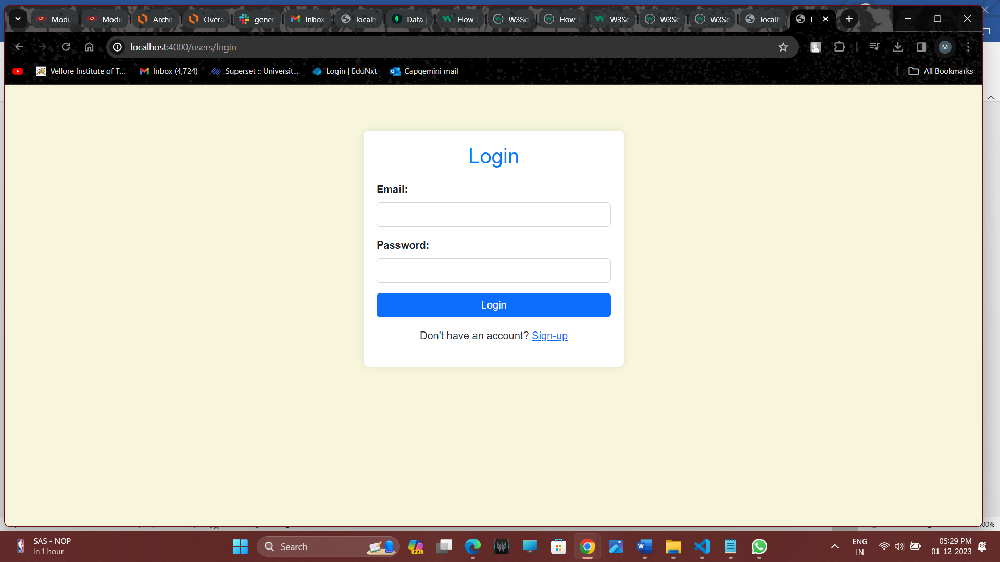 Modu Modu Archit Overa gener Inbox localh Data | How T W3Sc W3Sc How T W3Sc W3Sc W3Sc localh L
localhost:4000/users/login
M
Vellore Institute of T... Inbox (4,724) Superset :: Universit... Login | EduNxt Capgemini mail All Bookmarks
Login
Email:
Password:
Login
Don't have an account? Sign-up
SAS - NOP
In 1 hour
Search
PRE
ENG
IN
05:29 PM
01-12-2023